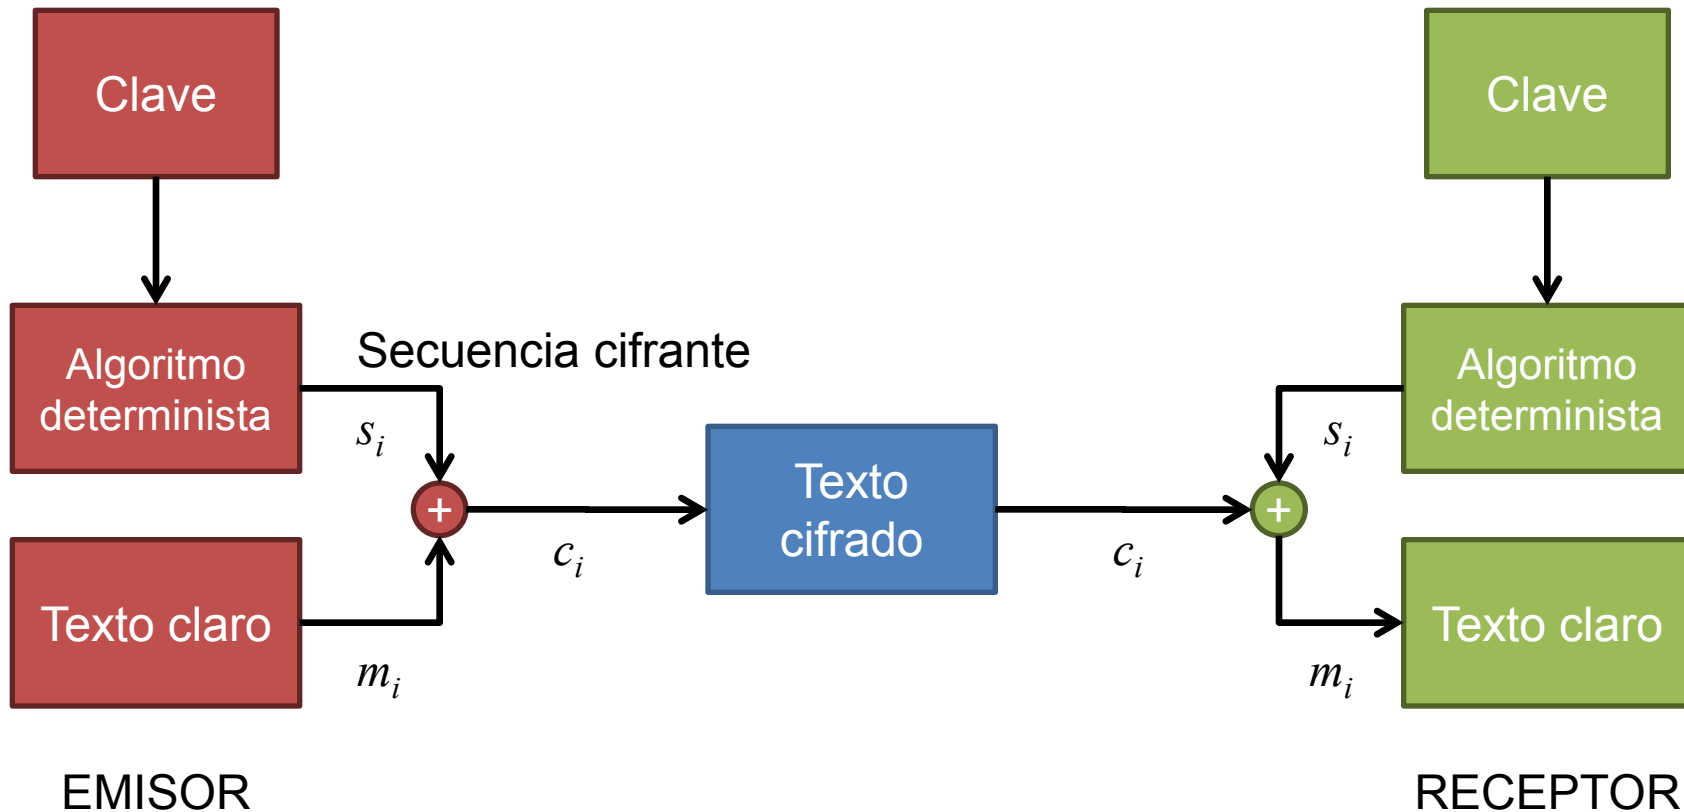 Clave
Clave
Algoritmo
determinista
Secuencia cifrante
Algoritmo
determinista
s_i
s_i
+
Texto
cifrado
+
c_i
c_i
Texto claro
Texto claro
m_i
m_i
EMISOR
RECEPTOR